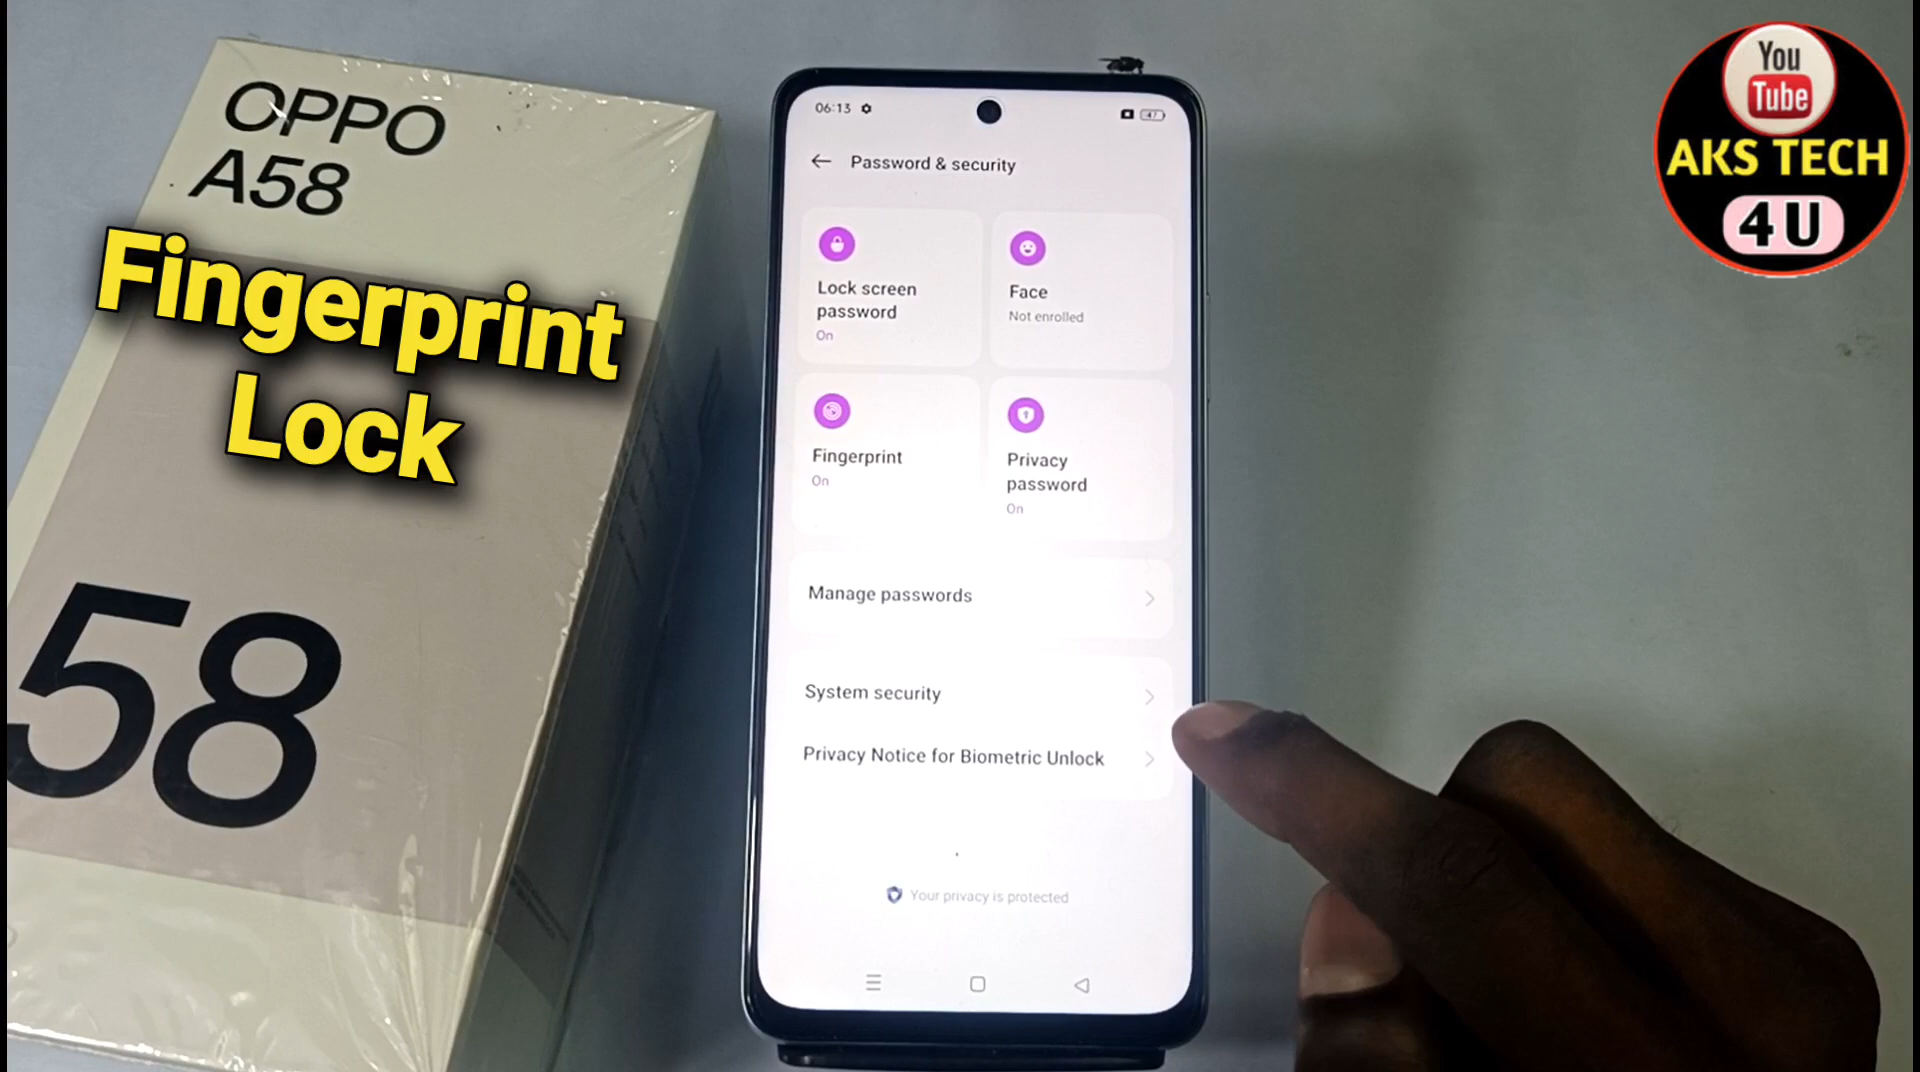 OPPO
A58
Fingerprint
Lock
58
06:13
47
Password & security
Lock screen
password
On
Face
Not enrolled
Fingerprint
On
Privacy
password
On
Manage passwords
System security
Privacy Notice for Biometric Unlock
Your privacy is protected
You
Tube
AKS TECH
4 U